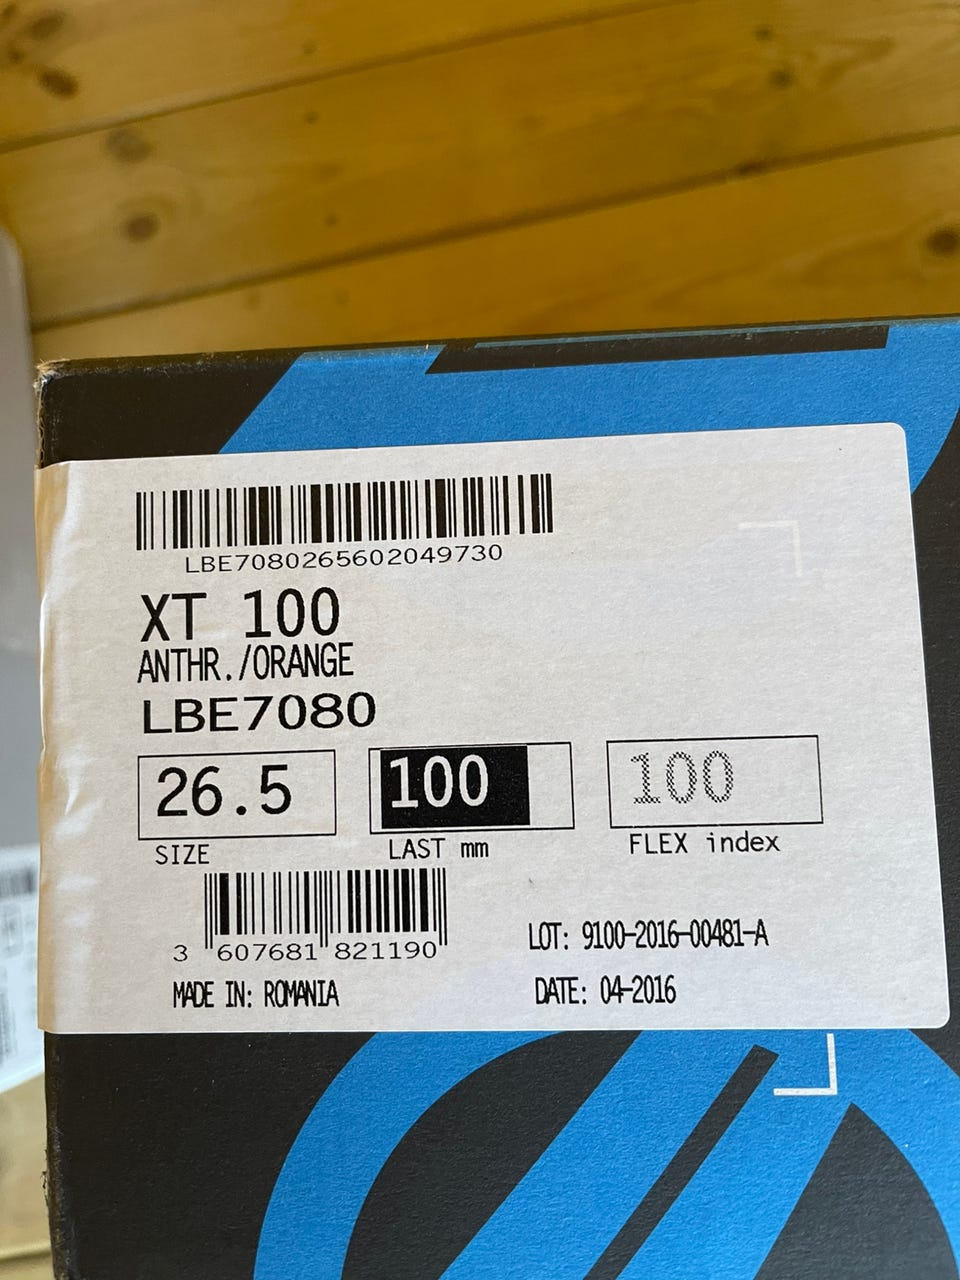 LBE7080265602049730
XT 100
ANTHR./ORANGE
LBE7080
26.5 100 100
SIZE LAST mm FLEX index
3 607681 821190
LOT: 9100-2016-00481-A
MADE IN: ROMANIA
DATE: 04-2016